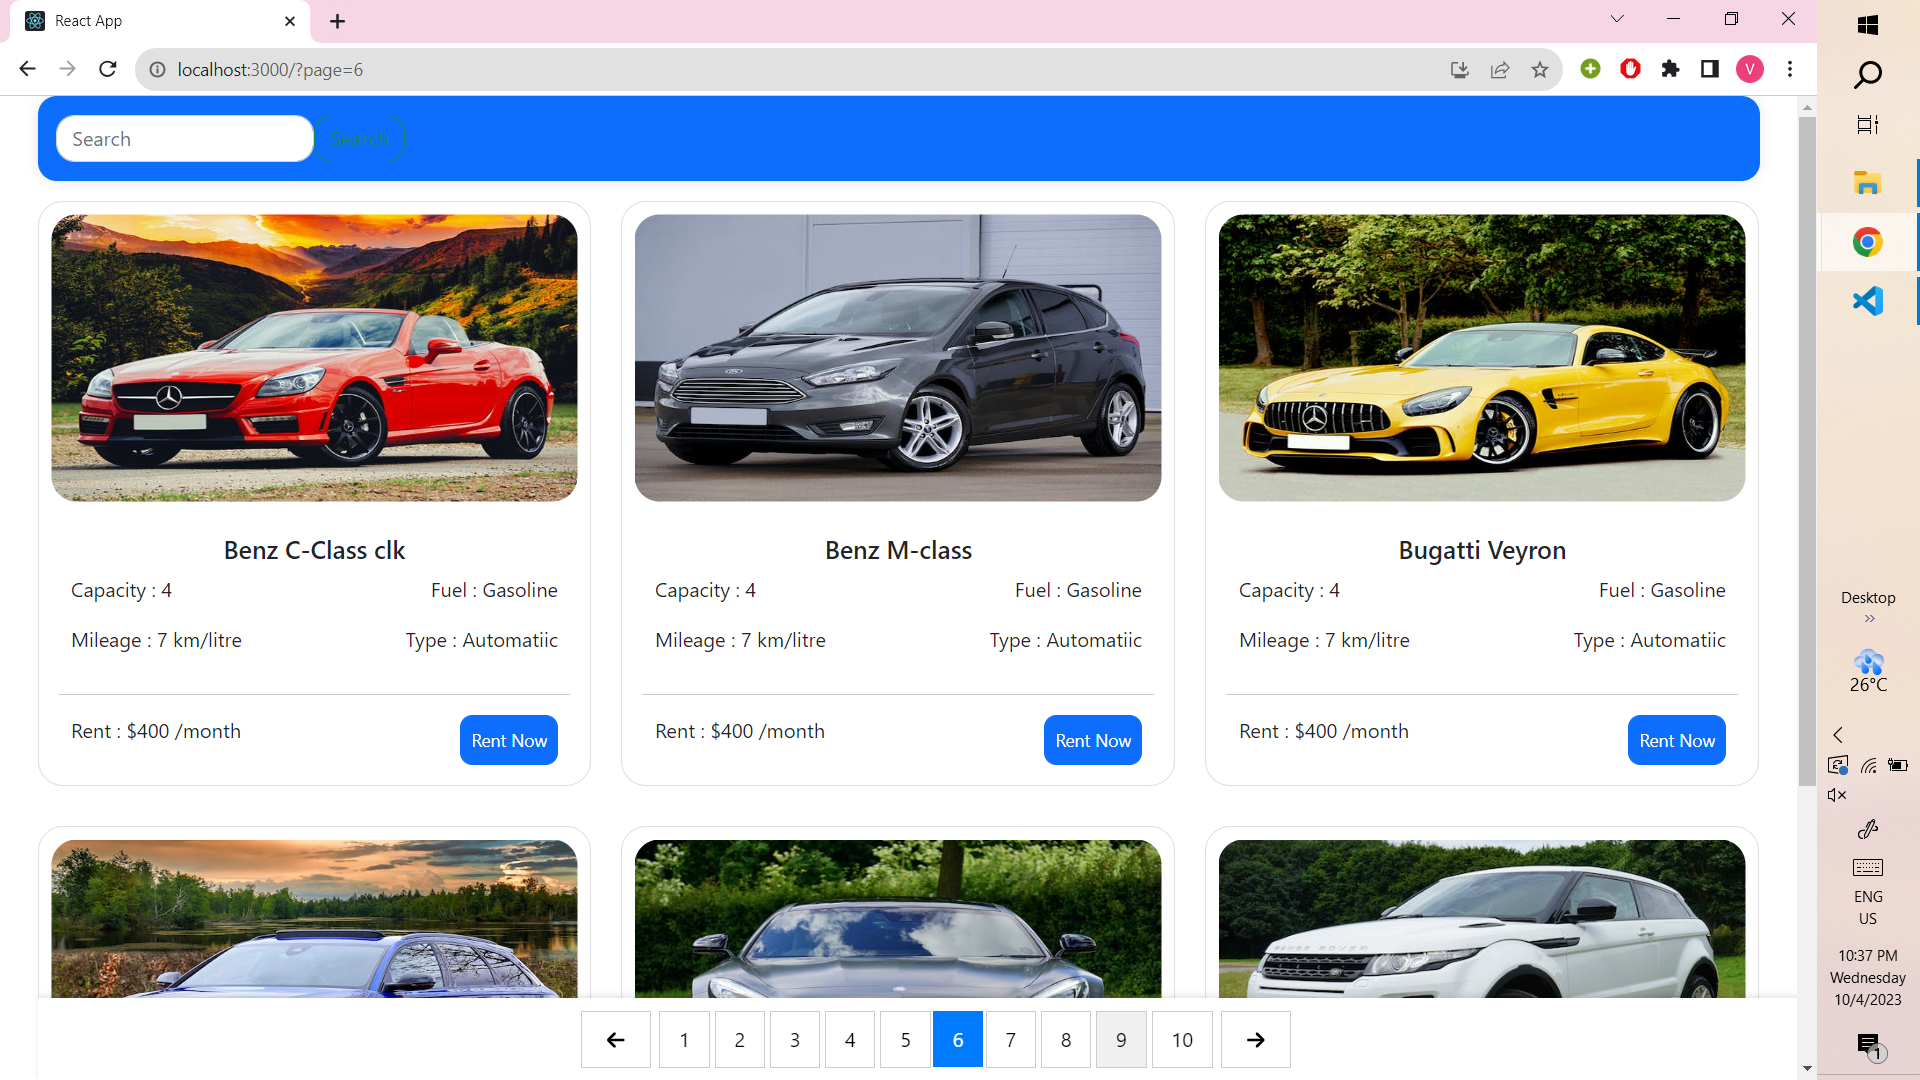 React App
localhost:3000/?page=6
V
Search
Search
Benz C-Class clk
Capacity : 4
Fuel : Gasoline
Mileage : 7 km/litre
Type : Automatiic
Rent : $400 /month
Rent Now
Benz M-class
Capacity : 4
Fuel : Gasoline
Mileage : 7 km/litre
Type : Automatiic
Rent : $400 /month
Rent Now
Bugatti Veyron
Capacity : 4
Fuel : Gasoline
Mileage : 7 km/litre
Type : Automatiic
Rent : $400 /month
Rent Now
RANGE ROVER
1 2 3 4 5 6 7 8 9 10
Desktop
26°C
ENG
US
10:37 PM
Wednesday
10/4/2023
1